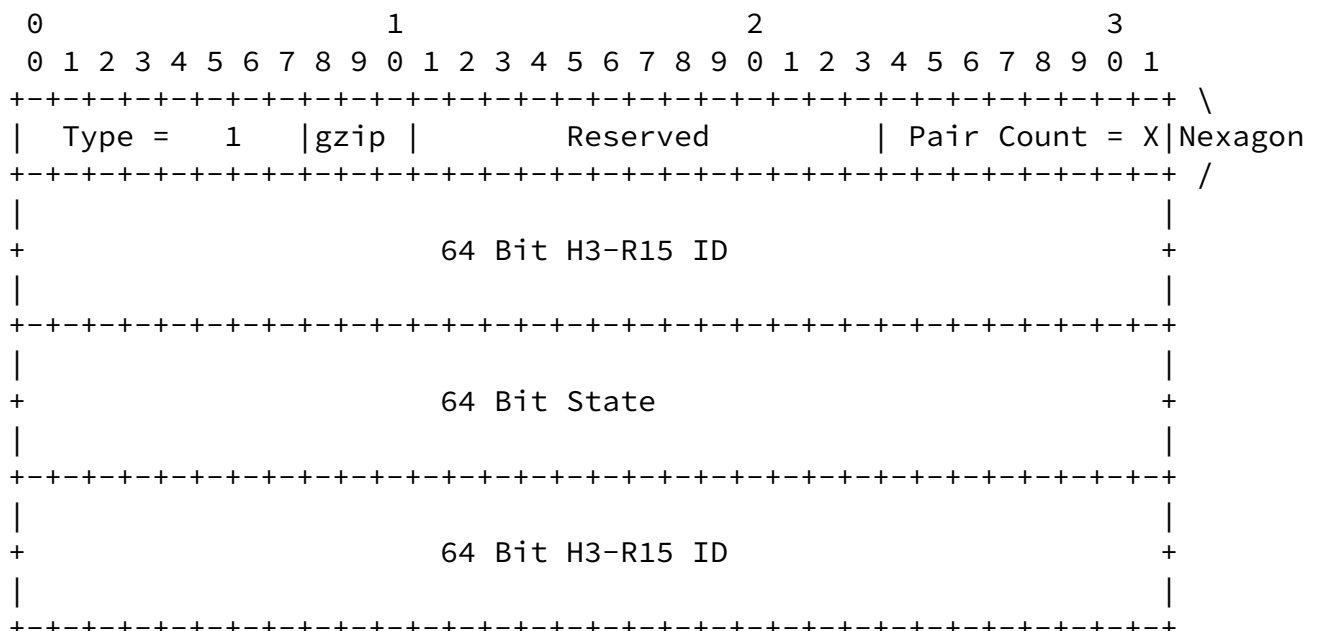 0                   1                   2                   3
 0 1 2 3 4 5 6 7 8 9 0 1 2 3 4 5 6 7 8 9 0 1 2 3 4 5 6 7 8 9 0 1
+-+-+-+-+-+-+-+-+-+-+-+-+-+-+-+-+-+-+-+-+-+-+-+-+-+-+-+-+-+-+-+-+ \
|  Type =   1   |gzip |        Reserved         | Pair Count = X|Nexagon
+-+-+-+-+-+-+-+-+-+-+-+-+-+-+-+-+-+-+-+-+-+-+-+-+-+-+-+-+-+-+-+-+ /
|                                                               |
+                       64 Bit H3-R15 ID                        +
|                                                               |
+-+-+-+-+-+-+-+-+-+-+-+-+-+-+-+-+-+-+-+-+-+-+-+-+-+-+-+-+-+-+-+-+
|                                                               |
+                       64 Bit State                            +
|                                                               |
+-+-+-+-+-+-+-+-+-+-+-+-+-+-+-+-+-+-+-+-+-+-+-+-+-+-+-+-+-+-+-+-+
|                                                               |
+                       64 Bit H3-R15 ID                        +
|                                                               |
+-+-+-+-+-+-+-+-+-+-+-+-+-+-+-+-+-+-+-+-+-+-+-+-+-+-+-+-+-+-+-+-+